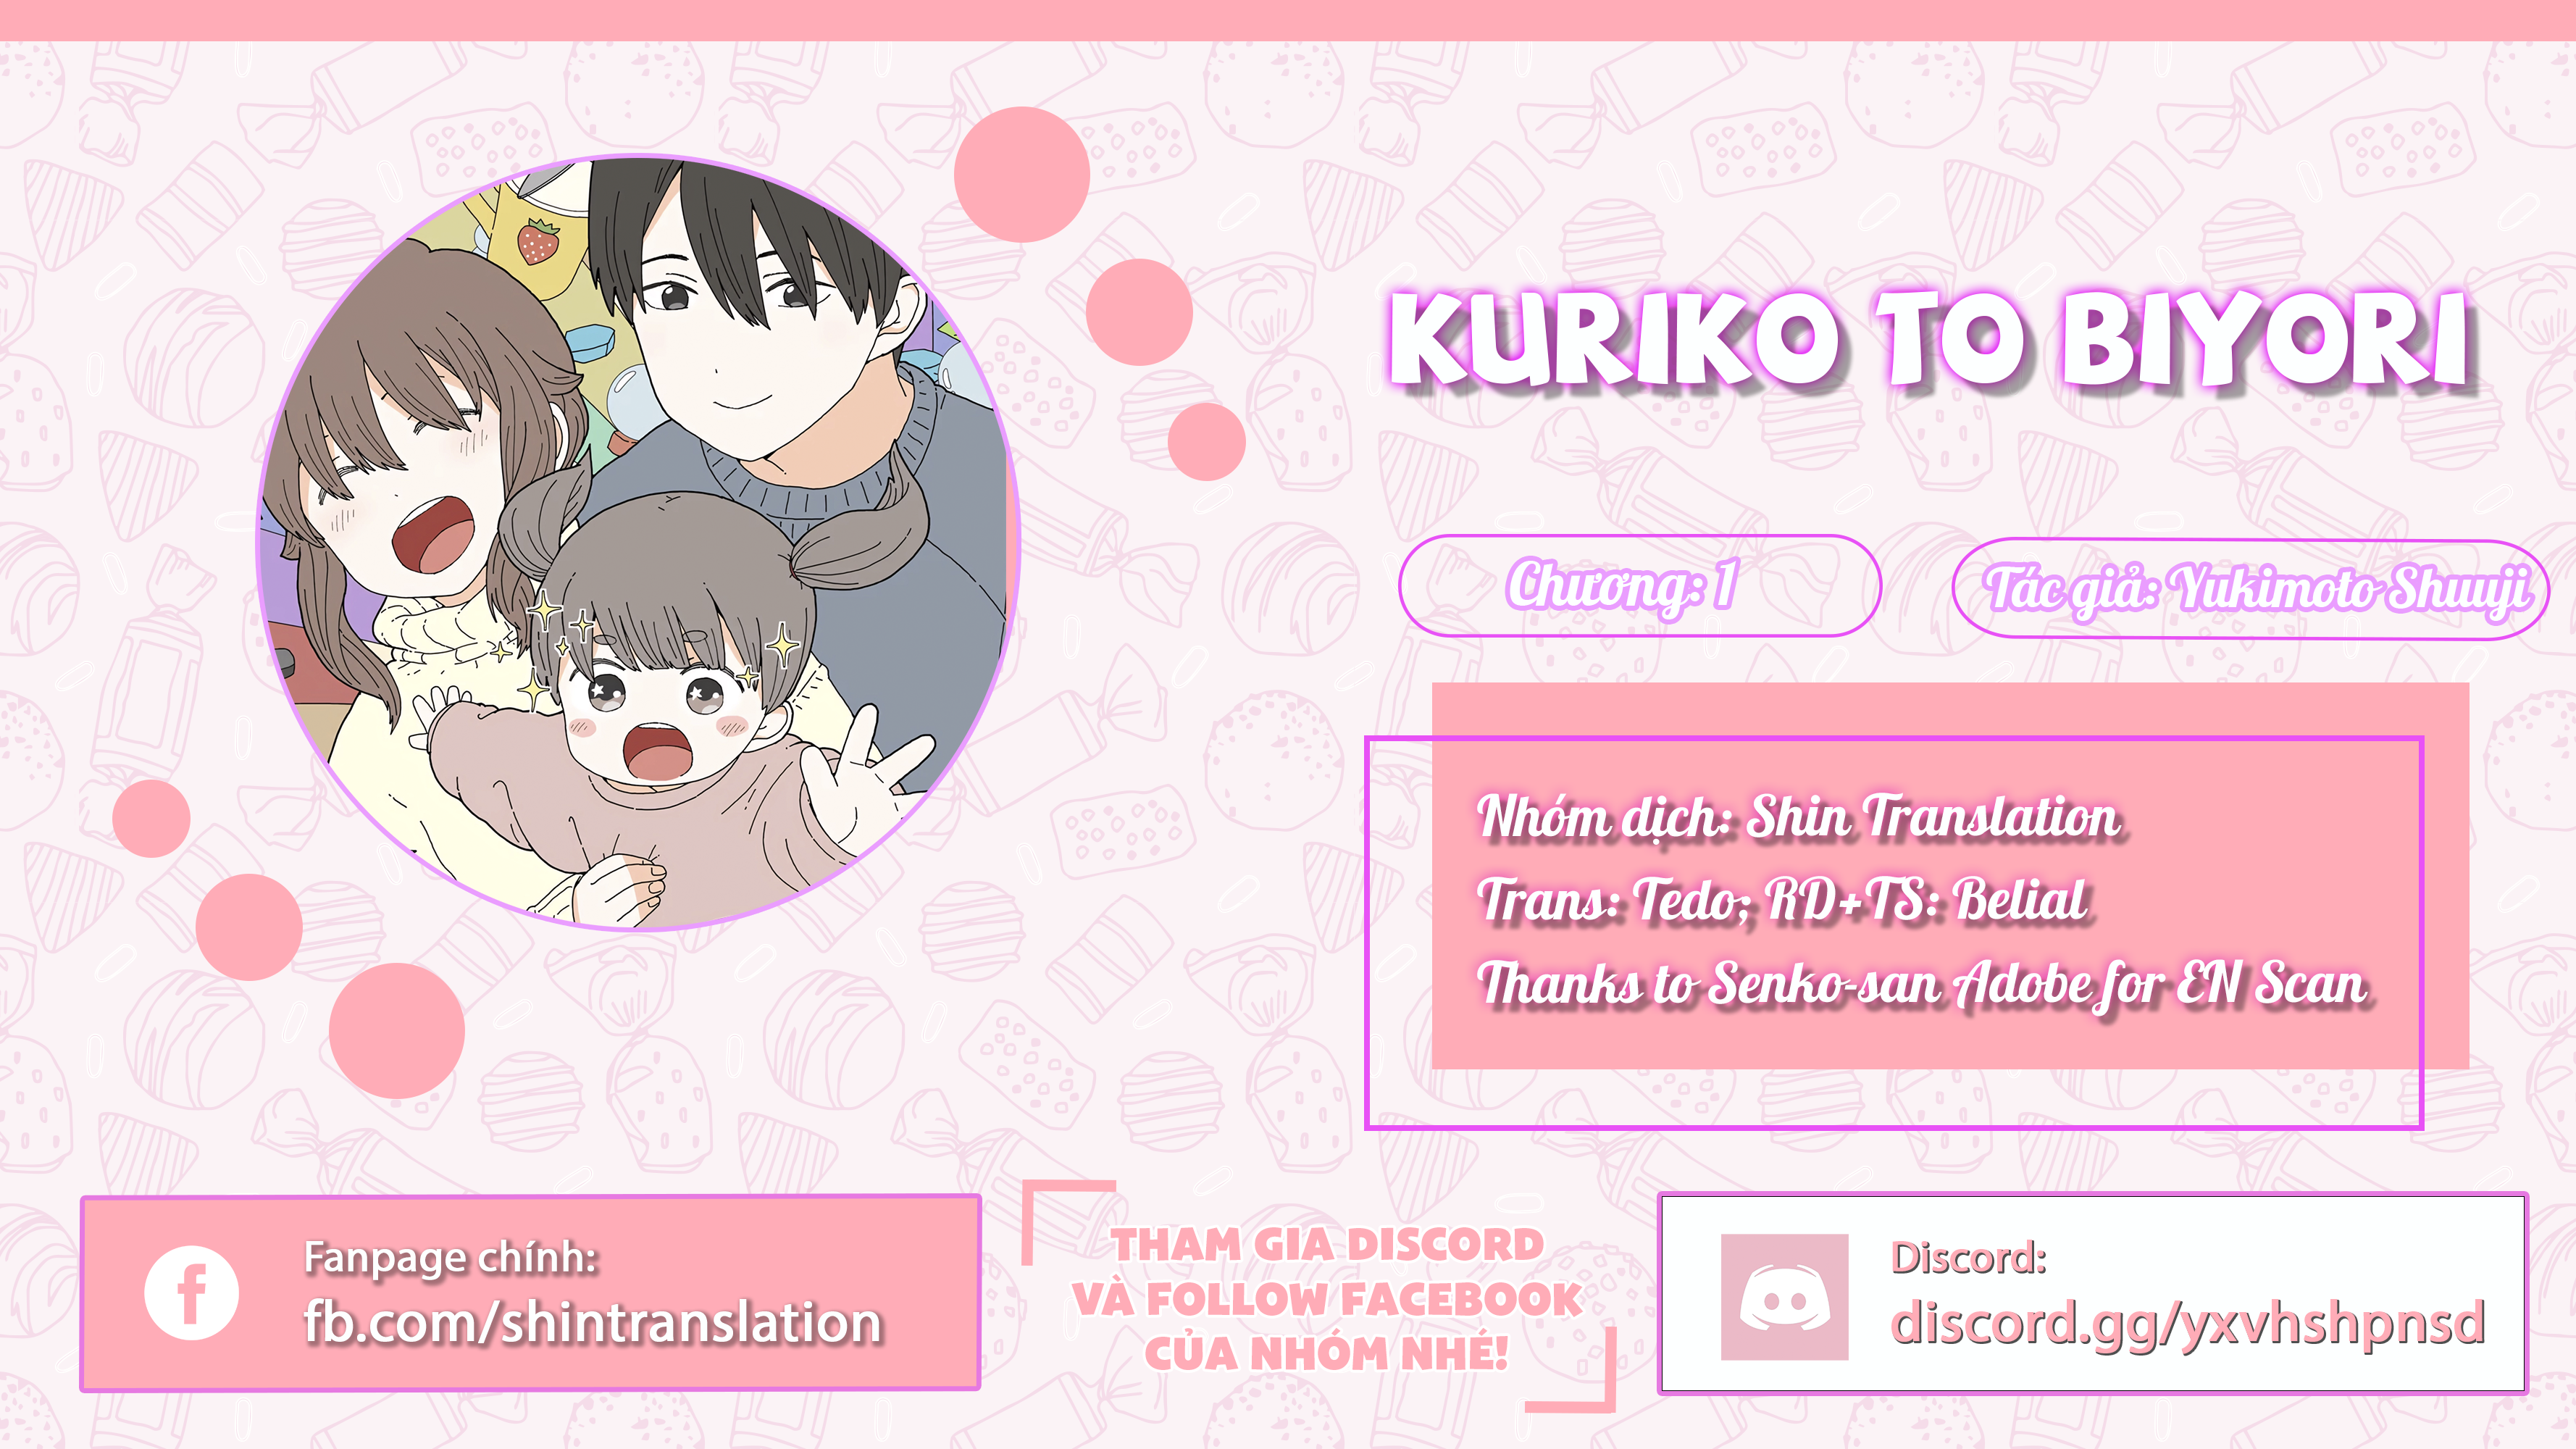 KURIKO TO BIYORI
Chương: 1
Tác giả: Yukimoto Shuuji
Nhóm dịch: Shin Translation
Trans: Tedo; RD+TS: Belial
Thanks to Senko-san Adobe for EN Scan
Fanpage chính:
fb.com/shintranslation
THAM GIA DISCORD
VÀ FOLLOW FACEBOOK
CỦA NHÓM NHÉ!
Discord:
discord.gg/yxvhshpnsd